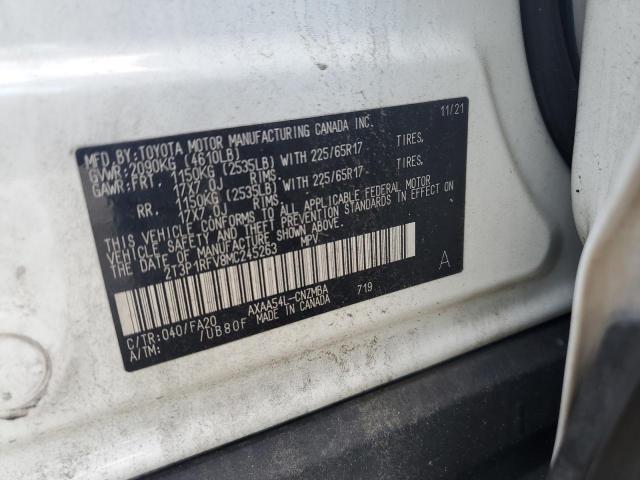 MFD. BY: TOYOTA MOTOR MANUFACTURING CANADA INC. 11/21
GVWR: 2090KG (4610LB)
GAWR: FRT. 1150KG (2535LB) WITH 225/65R17 TIRES,
17X7.0J RIMS,
RR. 1150KG (2535LB) WITH 225/65R17 TIRES,
17X7.0J RIMS,
THIS VEHICLE CONFORMS TO ALL APPLICABLE FEDERAL MOTOR
VEHICLE SAFETY AND THEFT PREVENTION STANDARDS IN EFFECT ON
THE DATE OF MANUFACTURE SHOWN ABOVE.
2T3P1RFV8MC245263 MPV A
C/TR: 040/FA20 AXAA54L-CNZMBA 719
A/TM: /UB80F MADE IN CANADA